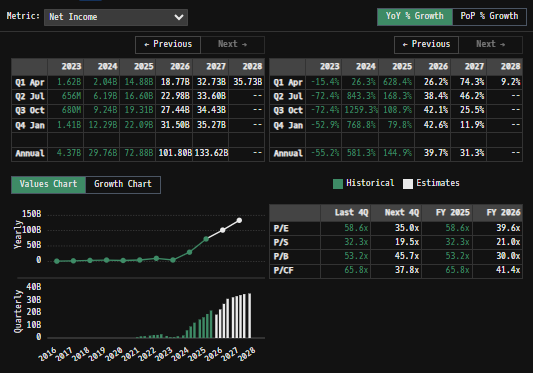 Metric: Net Income
YoY % Growth PoP % Growth
← Previous Next →
← Previous Next →
2023 2024 2025 2026 2027 2028
Q1 Apr 1.62B 2.04B 14.88B 18.77B 32.73B 35.73B
Q2 Jul 656M 6.19B 16.60B 22.98B 33.60B --
Q3 Oct 680M 9.24B 19.31B 27.44B 34.43B --
Q4 Jan 1.41B 12.29B 22.09B 31.50B 35.27B --
Annual 4.37B 29.76B 72.88B 101.80B 133.62B --
2023 2024 2025 2026 2027 2028
Q1 Apr -15.4% 26.3% 628.4% 26.2% 74.3% 9.2%
Q2 Jul -72.4% 843.3% 168.3% 38.4% 46.2% --
Q3 Oct -72.4% 1259.3% 108.9% 42.1% 25.5% --
Q4 Jan -52.9% 768.8% 79.8% 42.6% 11.9% --
Annual -55.2% 581.3% 144.9% 39.7% 31.3% --
Values Chart Growth Chart
Historical Estimates
Yearly
150B
100B
50B
0
Quarterly
40B
30B
20B
10B
0
2016 2017 2018 2019 2020 2021 2022 2023 2024 2025 2026 2027 2028
Last 4Q Next 4Q FY 2025 FY 2026
P/E 58.6x 35.0x 58.6x 39.6x
P/S 32.3x 19.5x 32.3x 21.0x
P/B 53.2x 45.7x 53.2x 30.0x
P/CF 65.8x 37.8x 65.8x 41.4x